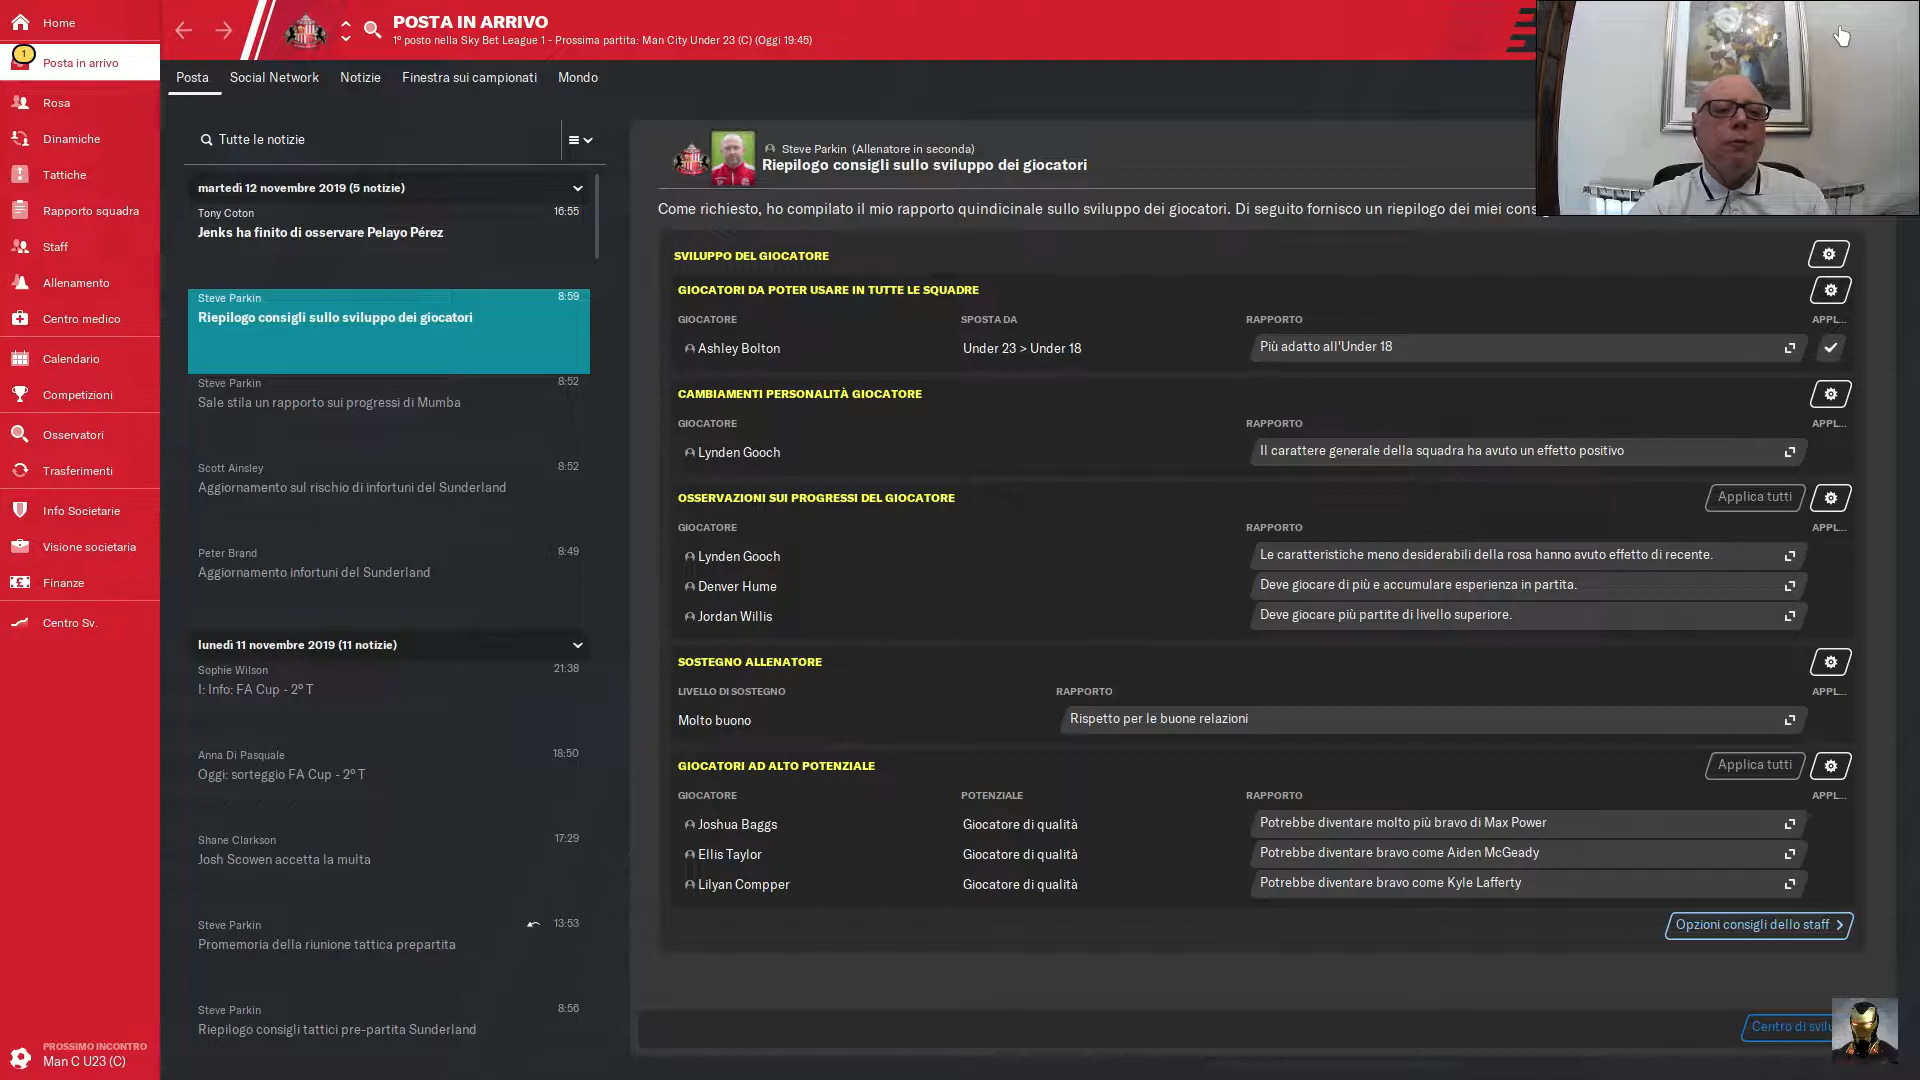 Home
1
Posta in arrivo
Rosa
Dinamiche
Tattiche
Rapporto squadra
Staff
Allenamento
Centro medico
Calendario
Competizioni
Osservatori
Trasferimenti
Info Societarie
Visione societaria
Finanze
Centro Sv.
PROSSIMO INCONTRO
Man C U23 (C)
POSTA IN ARRIVO
1º posto nella Sky Bet League 1 - Prossima partita: Man City Under 23 (C) (Oggi 19:45)
Posta Social Network Notizie Finestra sui campionati Mondo
Tutte le notizie
martedì 12 novembre 2019 (5 notizie)
Tony Coton 16:55
Jenks ha finito di osservare Pelayo Pérez
Steve Parkin 8:59
Riepilogo consigli sullo sviluppo dei giocatori
Steve Parkin 8:52
Sale stila un rapporto sui progressi di Mumba
Scott Ainsley 8:52
Aggiornamento sul rischio di infortuni del Sunderland
Peter Brand 8:49
Aggiornamento infortuni del Sunderland
lunedì 11 novembre 2019 (11 notizie)
Sophie Wilson 21:38
I: Info: FA Cup - 2º T
Anna Di Pasquale 18:50
Oggi: sorteggio FA Cup - 2º T
Shane Clarkson 17:29
Josh Scowen accetta la multa
Steve Parkin 13:53
Promemoria della riunione tattica prepartita
Steve Parkin 8:56
Riepilogo consigli tattici pre-partita Sunderland
Steve Parkin (Allenatore in seconda)
Riepilogo consigli sullo sviluppo dei giocatori
Come richiesto, ho compilato il mio rapporto quindicinale sullo sviluppo dei giocatori. Di seguito fornisco un riepilogo dei miei cons
SVILUPPO DEL GIOCATORE
GIOCATORI DA POTER USARE IN TUTTE LE SQUADRE
GIOCATORE SPOSTA DA RAPPORTO APPL...
Ashley Bolton Under 23 > Under 18 Più adatto all'Under 18
CAMBIAMENTI PERSONALITÀ GIOCATORE
GIOCATORE RAPPORTO APPL...
Lynden Gooch Il carattere generale della squadra ha avuto un effetto positivo
OSSERVAZIONI SUI PROGRESSI DEL GIOCATORE Applica tutti
GIOCATORE RAPPORTO APPL...
Lynden Gooch Le caratteristiche meno desiderabili della rosa hanno avuto effetto di recente.
Denver Hume Deve giocare di più e accumulare esperienza in partita.
Jordan Willis Deve giocare più partite di livello superiore.
SOSTEGNO ALLENATORE
LIVELLO DI SOSTEGNO RAPPORTO APPL...
Molto buono Rispetto per le buone relazioni
GIOCATORI AD ALTO POTENZIALE Applica tutti
GIOCATORE POTENZIALE RAPPORTO APPL...
Joshua Baggs Giocatore di qualità Potrebbe diventare molto più bravo di Max Power
Ellis Taylor Giocatore di qualità Potrebbe diventare bravo come Aiden McGeady
Lilyan Compper Giocatore di qualità Potrebbe diventare bravo come Kyle Lafferty
Opzioni consigli dello staff
Centro di svilu